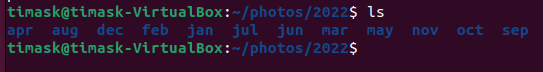 timask@timask-VirtualBox:~/photos/2022$ ls
apr aug dec feb jan jul jun mar may nov oct sep
timask@timask-VirtualBox:~/photos/2022$